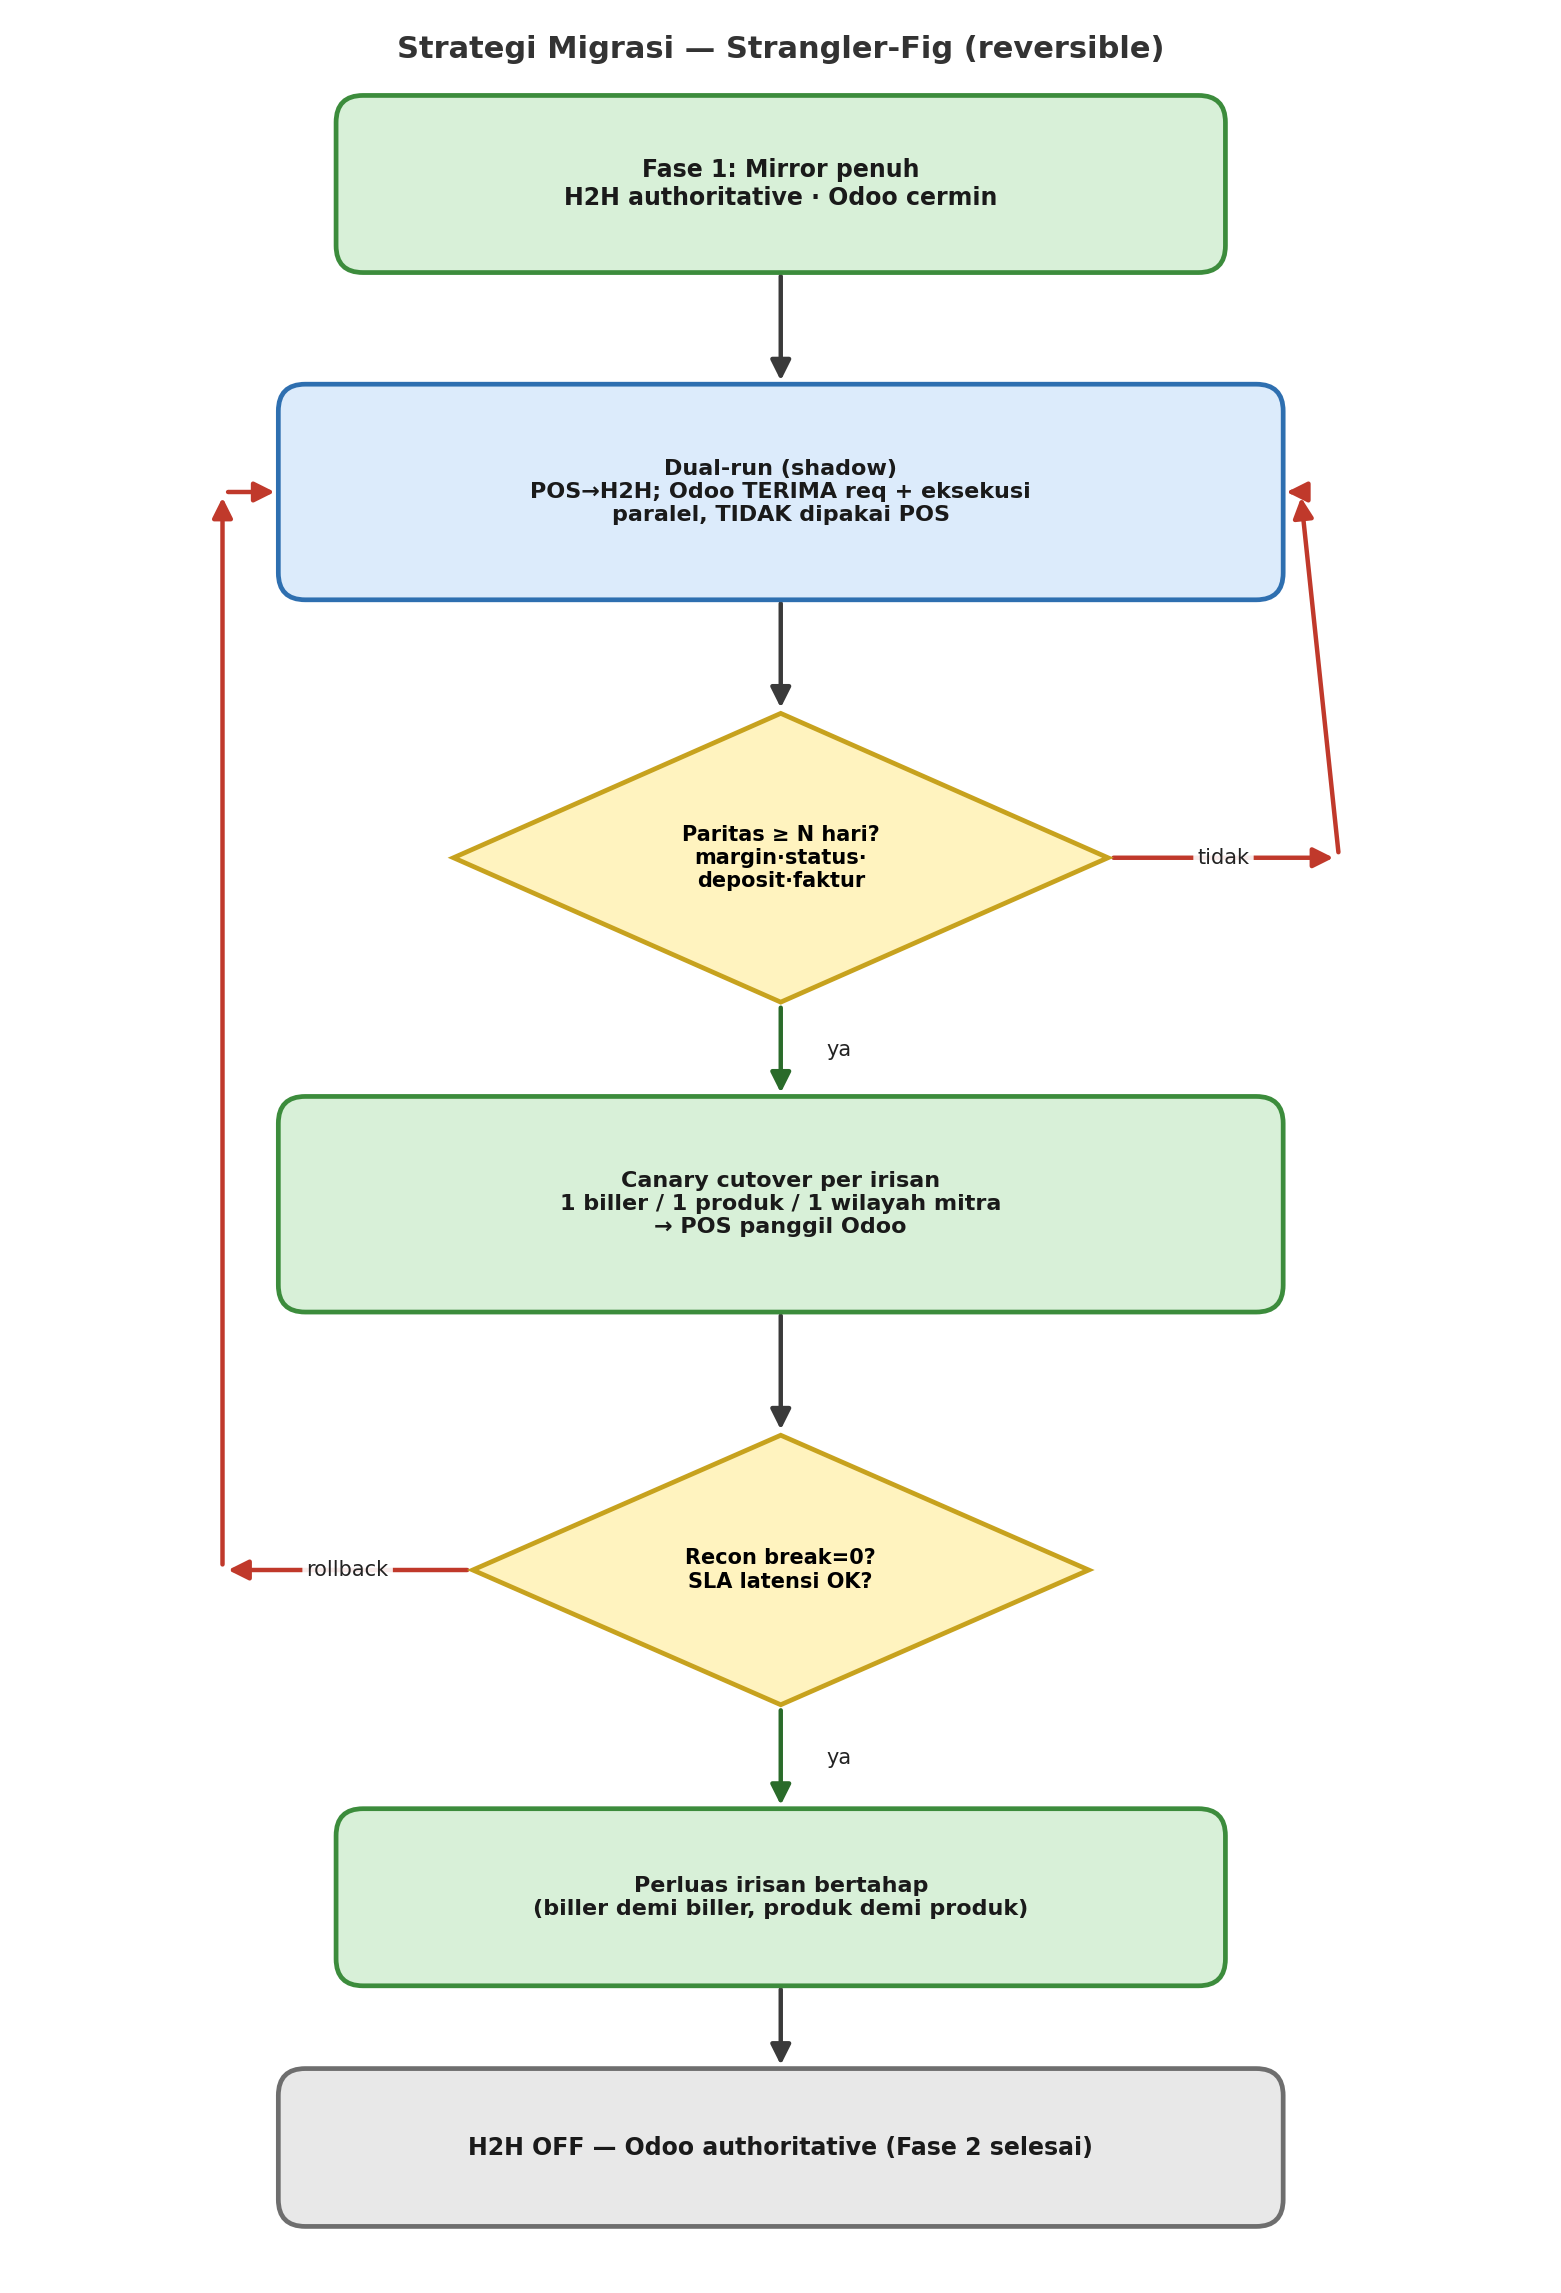 Strategi Migrasi — Strangler-Fig (reversible)
Fase 1: Mirror penuh
H2H authoritative · Odoo cermin
Dual-run (shadow)
POS→H2H; Odoo TERIMA req + eksekusi
paralel, TIDAK dipakai POS
Paritas ≥ N hari?
margin·status·
deposit·faktur
tidak
ya
Canary cutover per irisan
1 biller / 1 produk / 1 wilayah mitra
→ POS panggil Odoo
Recon break=0?
SLA latensi OK?
rollback
ya
Perluas irisan bertahap
(biller demi biller, produk demi produk)
H2H OFF — Odoo authoritative (Fase 2 selesai)